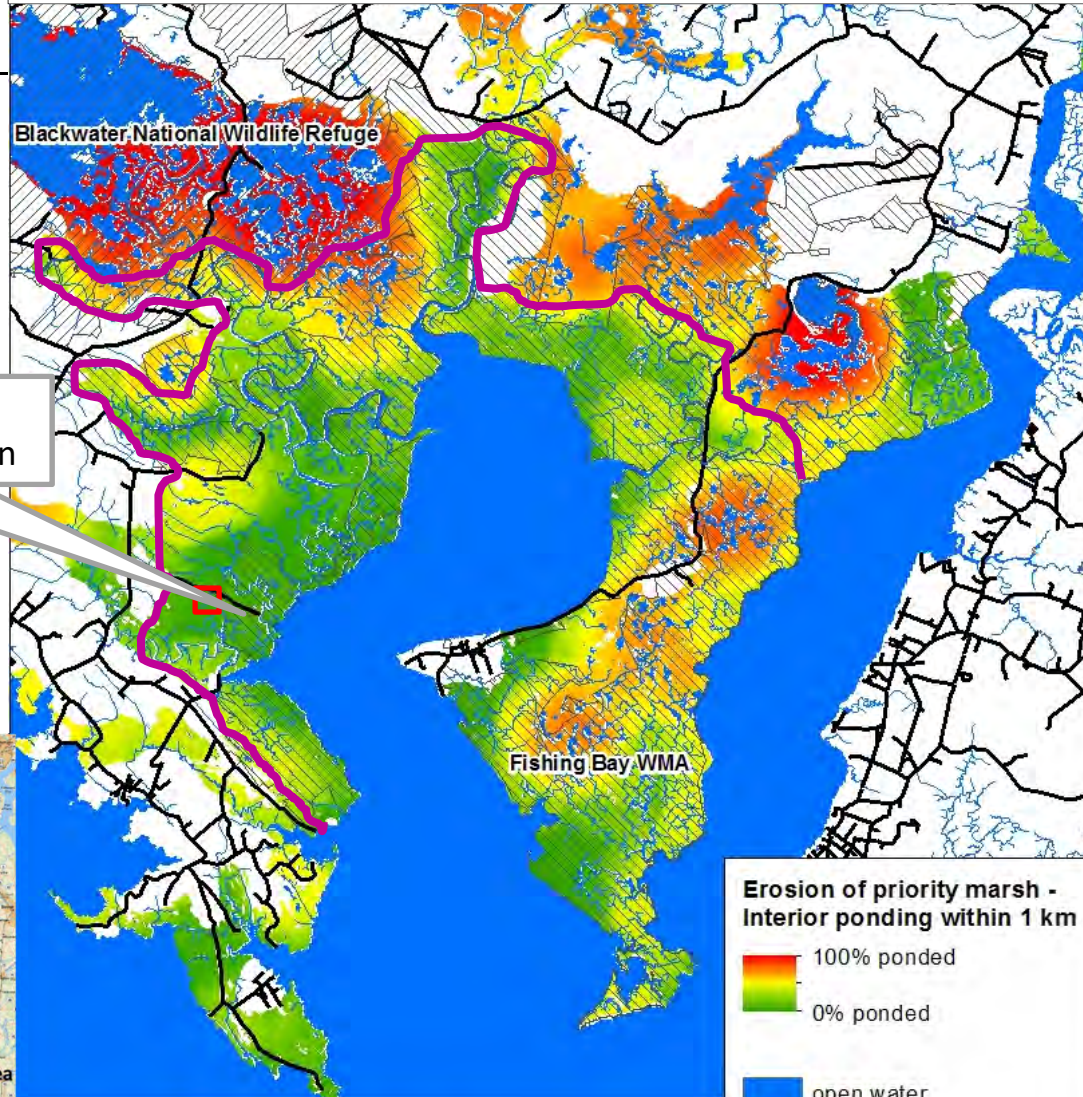 Blackwater National Wildlife Refuge
n
Fishing Bay WMA
Erosion of priority marsh -
Interior ponding within 1 km
100% ponded
0% ponded
open water
ea